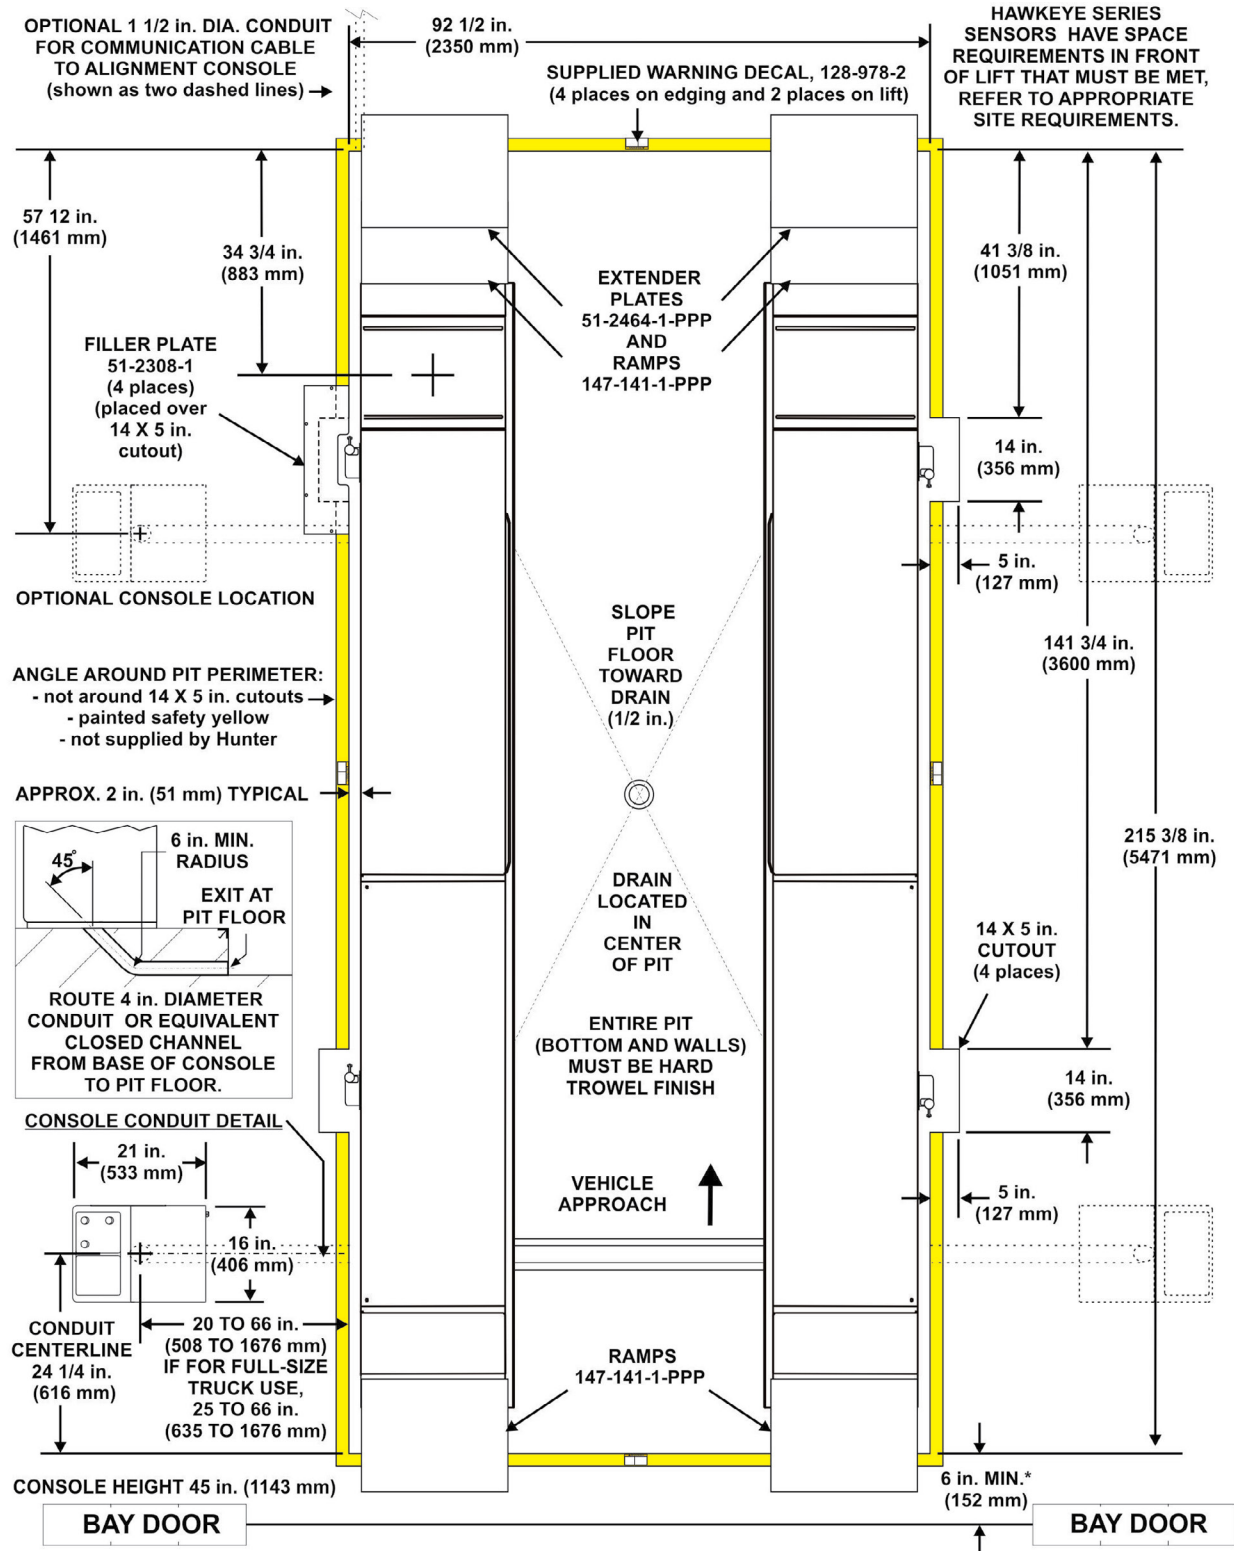 OPTIONAL 1 1/2 in. DIA. CONDUIT
FOR COMMUNICATION CABLE
TO ALIGNMENT CONSOLE
(shown as two dashed lines)
92 1/2 in.
(2350 mm)
SUPPLIED WARNING DECAL, 128-978-2
(4 places on edging and 2 places on lift)
HAWKEYE SERIES
SENSORS HAVE SPACE
REQUIREMENTS IN FRONT
OF LIFT THAT MUST BE MET,
REFER TO APPROPRIATE
SITE REQUIREMENTS.
57 12 in.
(1461 mm)
34 3/4 in.
(883 mm)
41 3/8 in.
(1051 mm)
EXTENDER
PLATES
51-2464-1-PPP
AND
RAMPS
147-141-1-PPP
FILLER PLATE
51-2308-1
(4 places)
(placed over
14 X 5 in.
cutout)
14 in.
(356 mm)
5 in.
(127 mm)
OPTIONAL CONSOLE LOCATION
SLOPE
PIT
FLOOR
TOWARD
DRAIN
(1/2 in.)
141 3/4 in.
(3600 mm)
ANGLE AROUND PIT PERIMETER:
- not around 14 X 5 in. cutouts
- painted safety yellow
- not supplied by Hunter
APPROX. 2 in. (51 mm) TYPICAL
215 3/8 in.
(5471 mm)
45°
6 in. MIN.
RADIUS
EXIT AT
PIT FLOOR
ROUTE 4 in. DIAMETER
CONDUIT OR EQUIVALENT
CLOSED CHANNEL
FROM BASE OF CONSOLE
TO PIT FLOOR.
DRAIN
LOCATED
IN
CENTER
OF PIT
14 X 5 in.
CUTOUT
(4 places)
ENTIRE PIT
(BOTTOM AND WALLS)
MUST BE HARD
TROWEL FINISH
14 in.
(356 mm)
CONSOLE CONDUIT DETAIL
21 in.
(533 mm)
VEHICLE
APPROACH
5 in.
(127 mm)
16 in.
(406 mm)
CONDUIT
CENTERLINE
24 1/4 in.
(616 mm)
20 TO 66 in.
(508 TO 1676 mm)
IF FOR FULL-SIZE
TRUCK USE,
25 TO 66 in.
(635 TO 1676 mm)
RAMPS
147-141-1-PPP
CONSOLE HEIGHT 45 in. (1143 mm)
6 in. MIN.*
(152 mm)
BAY DOOR
BAY DOOR